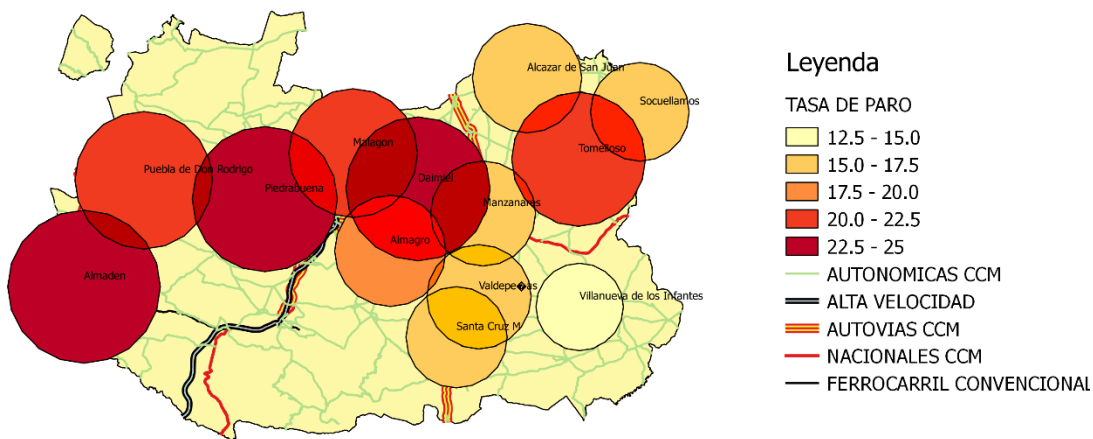 Alcazar de San Juan
Socuellamos
Malagon
Tomelloso
Puebla de Don Rodrigo
Daimiel
Piedrabuena
Manzanares
Almagro
Almaden
Valdepe�as
Villanueva de los Infantes
Santa Cruz M
Leyenda
TASA DE PARO
12.5 - 15.0
15.0 - 17.5
17.5 - 20.0
20.0 - 22.5
22.5 - 25
AUTONOMICAS CCM
ALTA VELOCIDAD
AUTOVIAS CCM
NACIONALES CCM
FERROCARRIL CONVENCIONAL